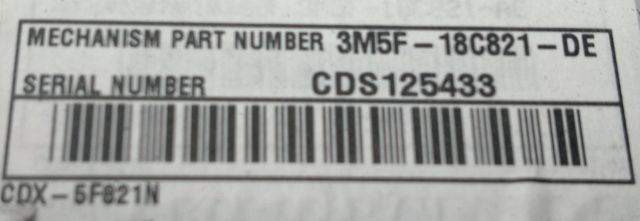 MECHANISM PART NUMBER 3M5F-18C821-DE
SERIAL NUMBER CDS125433
CDX-5F821N